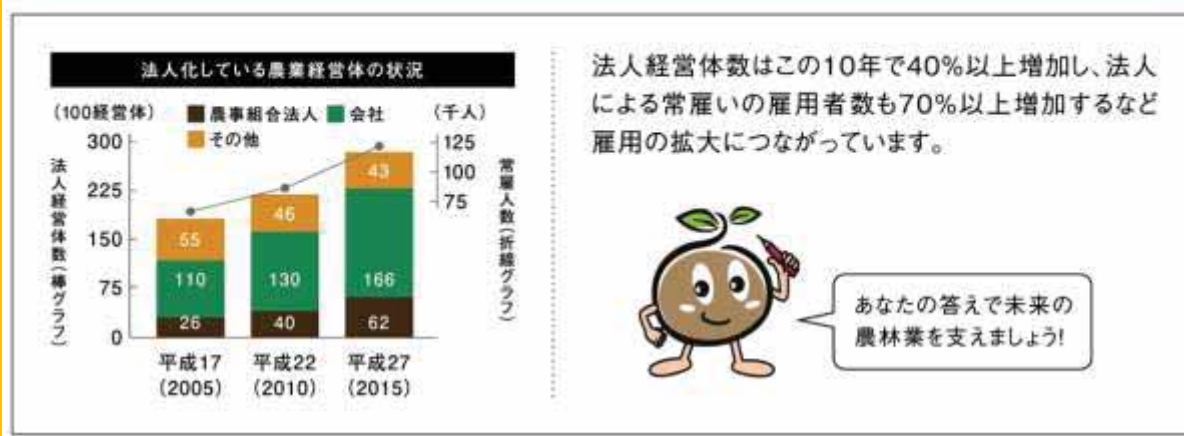 法人化している農業経営体の状況
(100経営体)
■農事組合法人 ■会社
■その他
(千人)
300
225
150
75
0
法人経営体数(棒グラフ)
55
110
26
46
130
40
43
166
62
125
100
75
常雇人数(折線グラフ)
平成17
(2005)
平成22
(2010)
平成27
(2015)
法人経営体数はこの10年で40%以上増加し、法人
による常雇いの雇用者数も70%以上増加するなど
雇用の拡大につながっています。
あなたの答えで未来の
農林業を支えましょう!